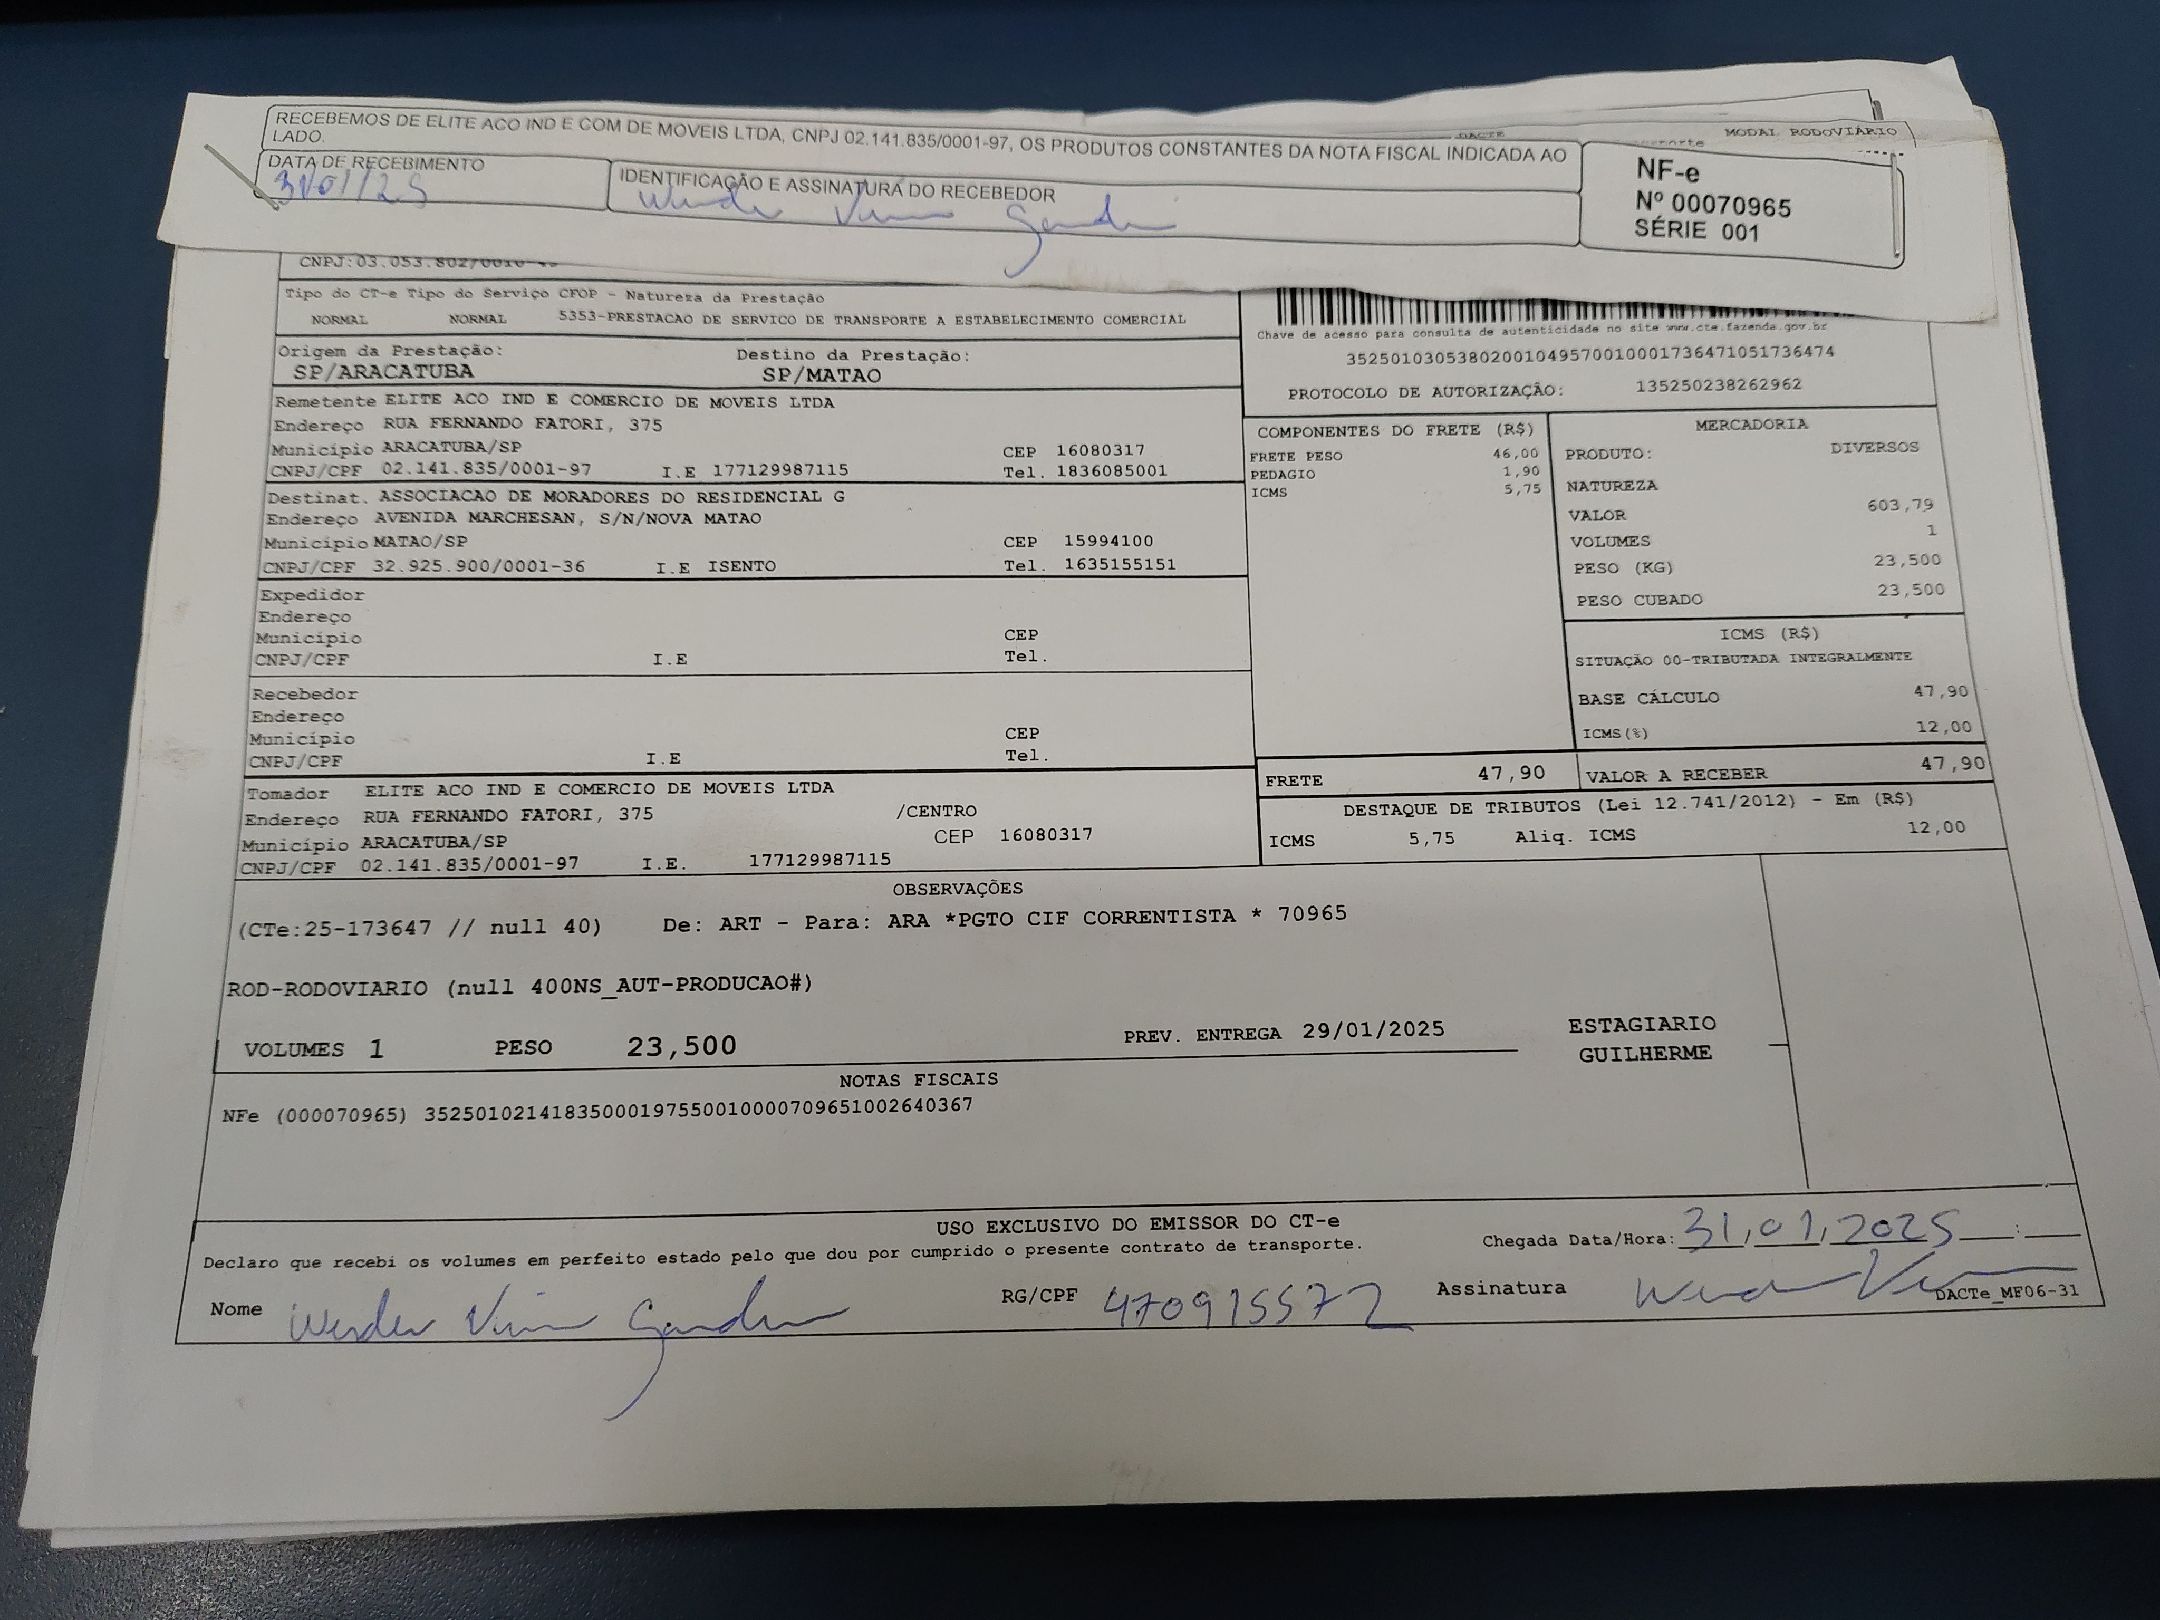 RECEBEMOS DE ELITE ACO IND E COM DE MOVEIS LTDA, CNPJ 02.141.835/0001-97, OS PRODUTOS CONSTANTES DA NOTA FISCAL INDICADA AO
LADO.
DACTE
MODAL RODOVIÁRIO
DATA DE RECEBIMENTO
31/01/25
IDENTIFICAÇÃO E ASSINATURA DO RECEBEDOR
NF-e
Nº 00070965
SÉRIE 001
CNPJ:03.053.802/0010-49
Tipo do CT-e Tipo do Serviço CFOP - Natureza da Prestação
NORMAL NORMAL 5353-PRESTACAO DE SERVICO DE TRANSPORTE A ESTABELECIMENTO COMERCIAL
Chave de acesso para consulta de autenticidade no site www.cte.fazenda.gov.br
35250103053802001049570010001736471051736474
PROTOCOLO DE AUTORIZAÇÃO: 135250238262962
Origem da Prestação: Destino da Prestação:
SP/ARACATUBA SP/MATAO
Remetente ELITE ACO IND E COMERCIO DE MOVEIS LTDA
Endereço RUA FERNANDO FATORI, 375
Município ARACATUBA/SP CEP 16080317
CNPJ/CPF 02.141.835/0001-97 I.E 177129987115 Tel. 1836085001
Destinat. ASSOCIACAO DE MORADORES DO RESIDENCIAL G
Endereço AVENIDA MARCHESAN, S/N/NOVA MATAO
Município MATAO/SP CEP 15994100
CNPJ/CPF 32.925.900/0001-36 I.E ISENTO Tel. 1635155151
Expedidor
Endereço
Município CEP
CNPJ/CPF I.E Tel.
Recebedor
Endereço
Município CEP
CNPJ/CPF I.E Tel.
Tomador ELITE ACO IND E COMERCIO DE MOVEIS LTDA
Endereço RUA FERNANDO FATORI, 375 /CENTRO
Município ARACATUBA/SP CEP 16080317
CNPJ/CPF 02.141.835/0001-97 I.E. 177129987115
COMPONENTES DO FRETE (R$)
FRETE PESO 46,00
PEDAGIO 1,90
ICMS 5,75
MERCADORIA
PRODUTO: DIVERSOS
NATUREZA
VALOR 603,79
VOLUMES 1
PESO (KG) 23,500
PESO CUBADO 23,500
ICMS (R$)
SITUAÇÃO 00-TRIBUTADA INTEGRALMENTE
BASE CÁLCULO 47,90
ICMS(%) 12,00
FRETE 47,90 VALOR A RECEBER 47,90
DESTAQUE DE TRIBUTOS (Lei 12.741/2012) - Em (R$)
ICMS 5,75 Aliq. ICMS 12,00
OBSERVAÇÕES
(CTe:25-173647 // null 40) De: ART - Para: ARA *PGTO CIF CORRENTISTA * 70965
ROD-RODOVIARIO (null 400NS_AUT-PRODUCAO#)
VOLUMES 1 PESO 23,500 PREV. ENTREGA 29/01/2025
ESTAGIARIO
GUILHERME
NOTAS FISCAIS
NFe (000070965) 35250102141835000197550010000709651002640367
USO EXCLUSIVO DO EMISSOR DO CT-e
Declaro que recebi os volumes em perfeito estado pelo que dou por cumprido o presente contrato de transporte.
Chegada Data/Hora: 31,01,2025 :
Nome RG/CPF 470915572 Assinatura
DACTe_MF06-31